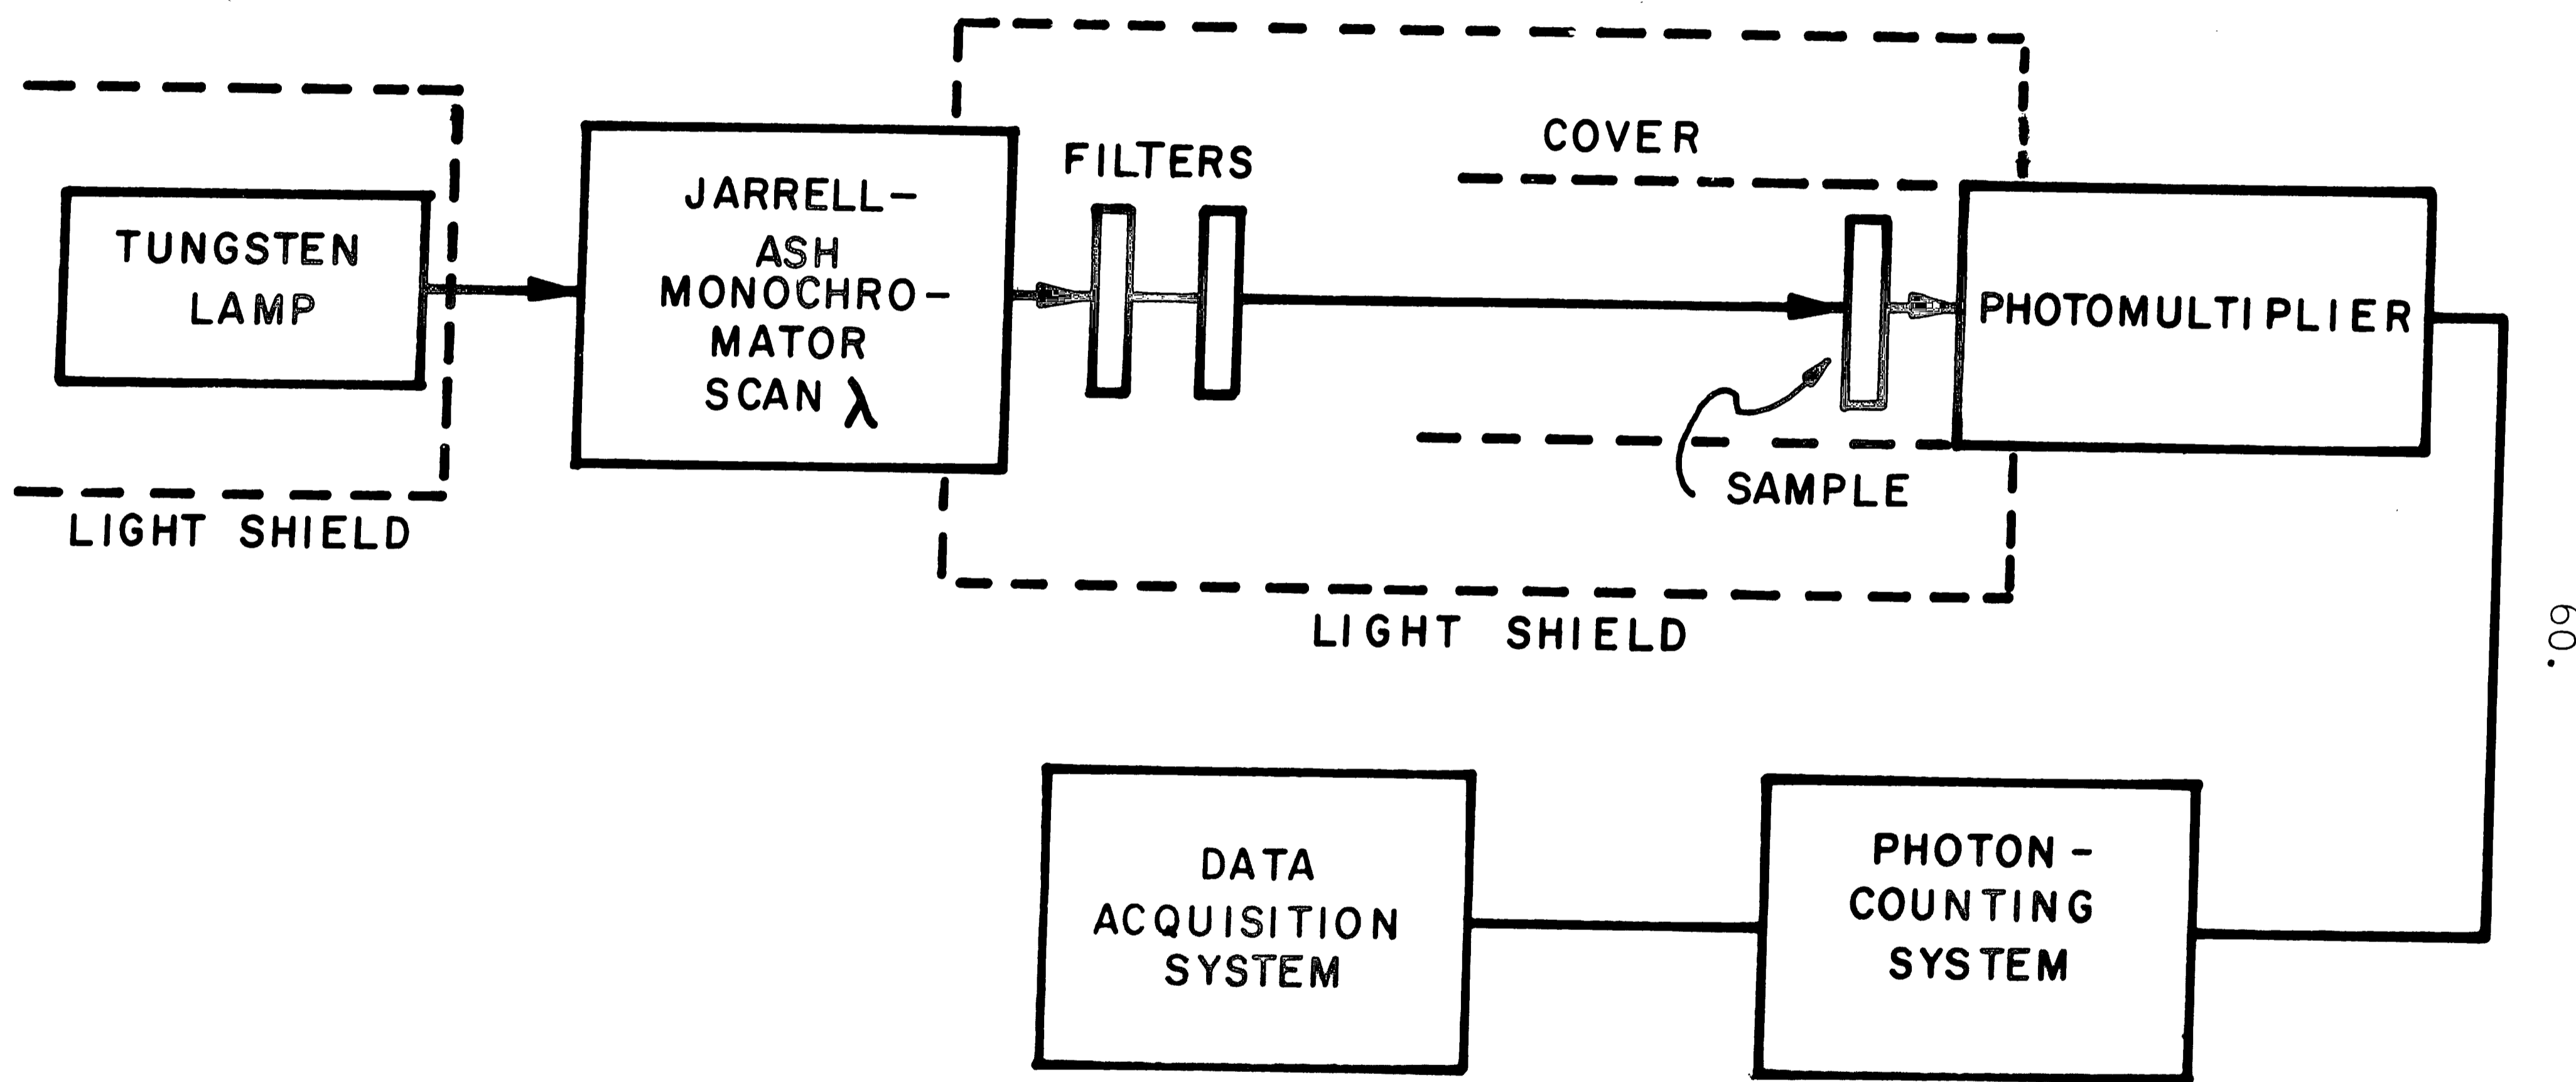 COVER
FILTERS
JARRELL-
ASH
MONOCHRO-
MATOR
SCAN λ
TUNGSTEN
LAMP
PHOTOMULTIPLIER
SAMPLE
LIGHT SHIELD
LIGHT SHIELD
60.
DATA
ACQUISITION
SYSTEM
PHOTON-
COUNTING
SYSTEM